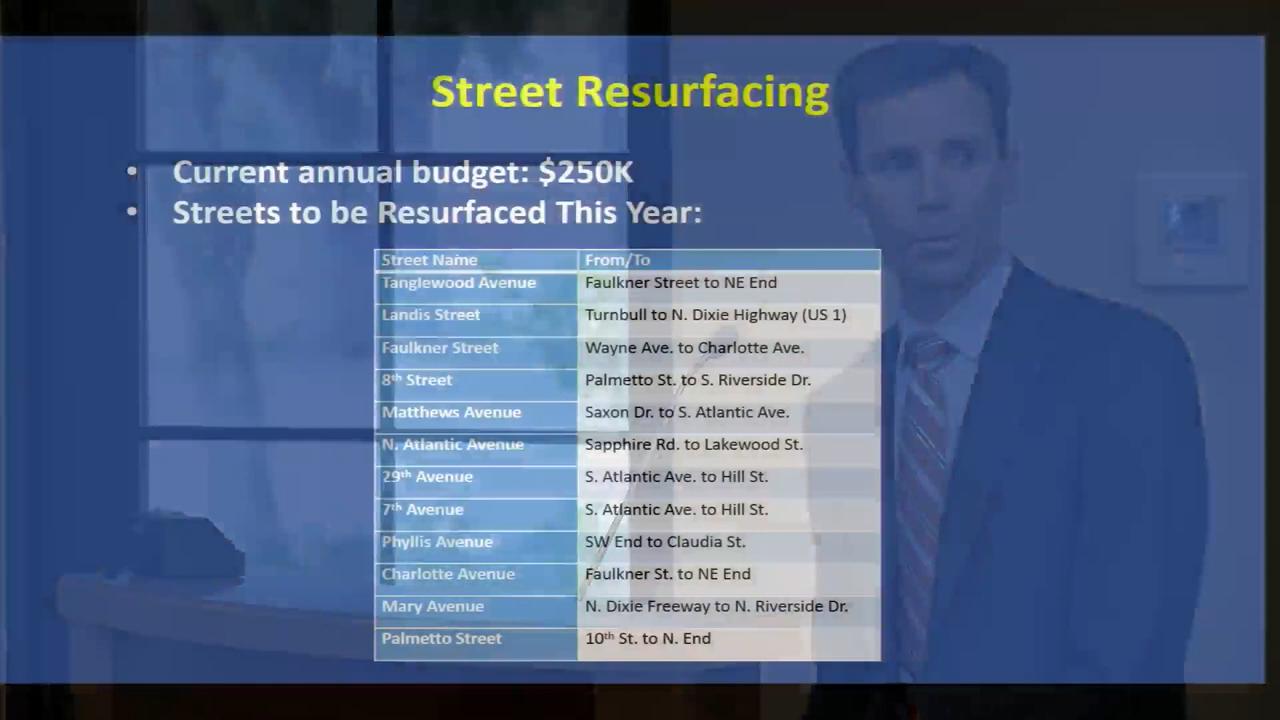 Street Resurfacing
• Current annual budget: $250K
• Streets to be Resurfaced This Year:
Street Name From/To
Tanglewood Avenue Faulkner Street to NE End
Landis Street Turnbull to N. Dixie Highway (US 1)
Faulkner Street Wayne Ave. to Charlotte Ave.
8th Street Palmetto St. to S. Riverside Dr.
Matthews Avenue Saxon Dr. to S. Atlantic Ave.
N. Atlantic Avenue Sapphire Rd. to Lakewood St.
29th Avenue S. Atlantic Ave. to Hill St.
7th Avenue S. Atlantic Ave. to Hill St.
Phyllis Avenue SW End to Claudia St.
Charlotte Avenue Faulkner St. to NE End
Mary Avenue N. Dixie Freeway to N. Riverside Dr.
Palmetto Street 10th St. to N. End